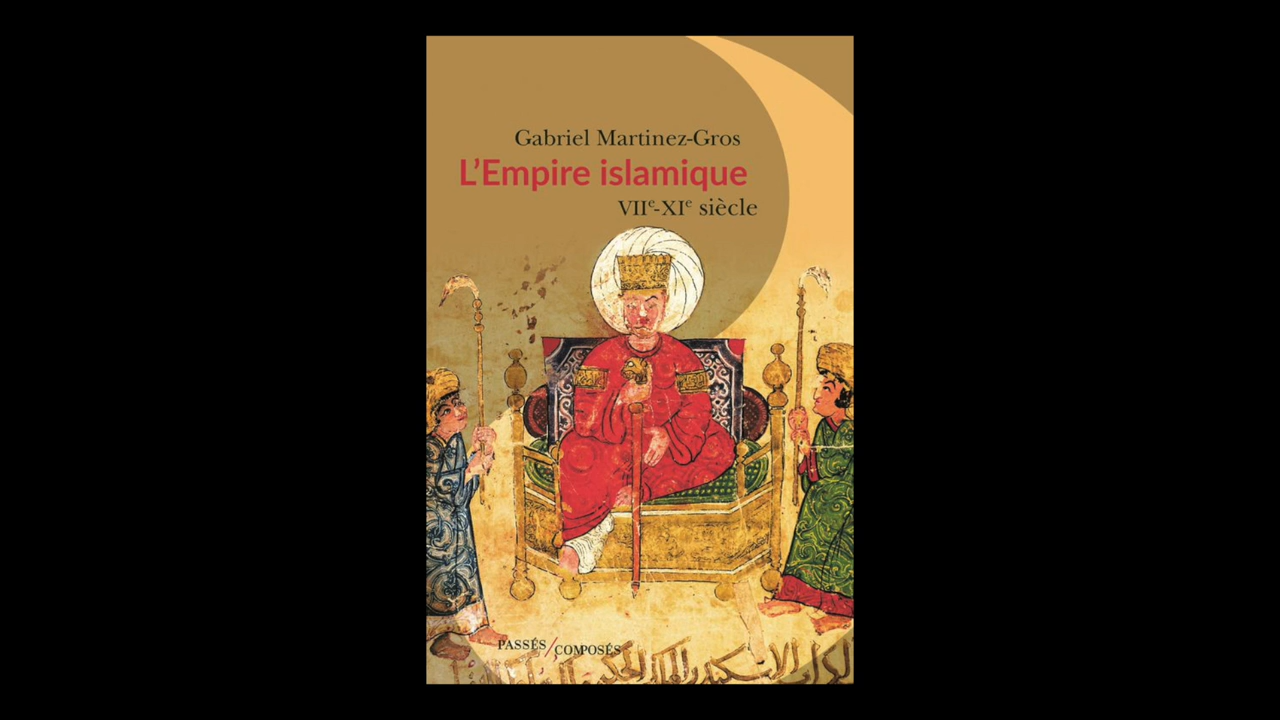 Gabriel Martinez-Gros
L’Empire islamique
VIIᵉ-XIᵉ siècle
PASSÉS/COMPOSÉS